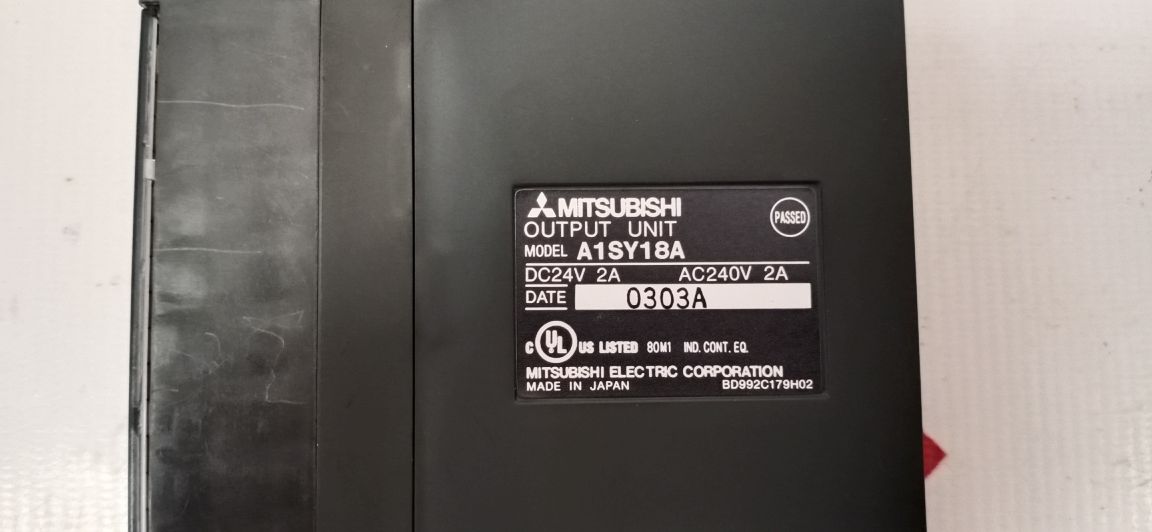 MITSUBISHI
PASSED
OUTPUT UNIT
MODEL A1SY18A
DC24V 2A AC240V 2A
DATE 0303A
C UL US LISTED 80M1 IND. CONT. EQ.
MITSUBISHI ELECTRIC CORPORATION
MADE IN JAPAN BD992C179H02